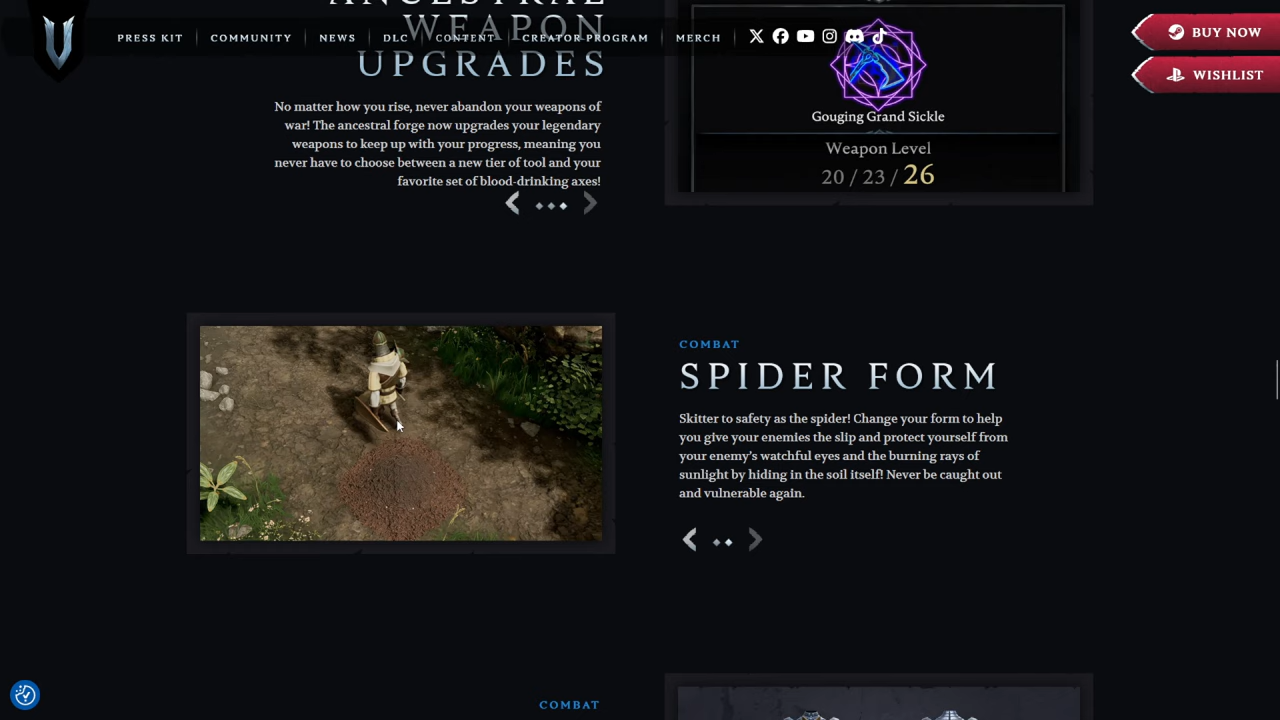 ANCESTRAL
WEAPON
UPGRADES
PRESS KIT
COMMUNITY
NEWS
DLC
CONTENT
CREATOR PROGRAM
MERCH
BUY NOW
WISHLIST
No matter how you rise, never abandon your weapons of
war! The ancestral forge now upgrades your legendary
weapons to keep up with your progress, meaning you
never have to choose between a new tier of tool and your
favorite set of blood-drinking axes!
Gouging Grand Sickle
Weapon Level
20 / 23 / 26
COMBAT
SPIDER FORM
Skitter to safety as the spider! Change your form to help
you give your enemies the slip and protect yourself from
your enemy's watchful eyes and the burning rays of
sunlight by hiding in the soil itself! Never be caught out
and vulnerable again.
COMBAT